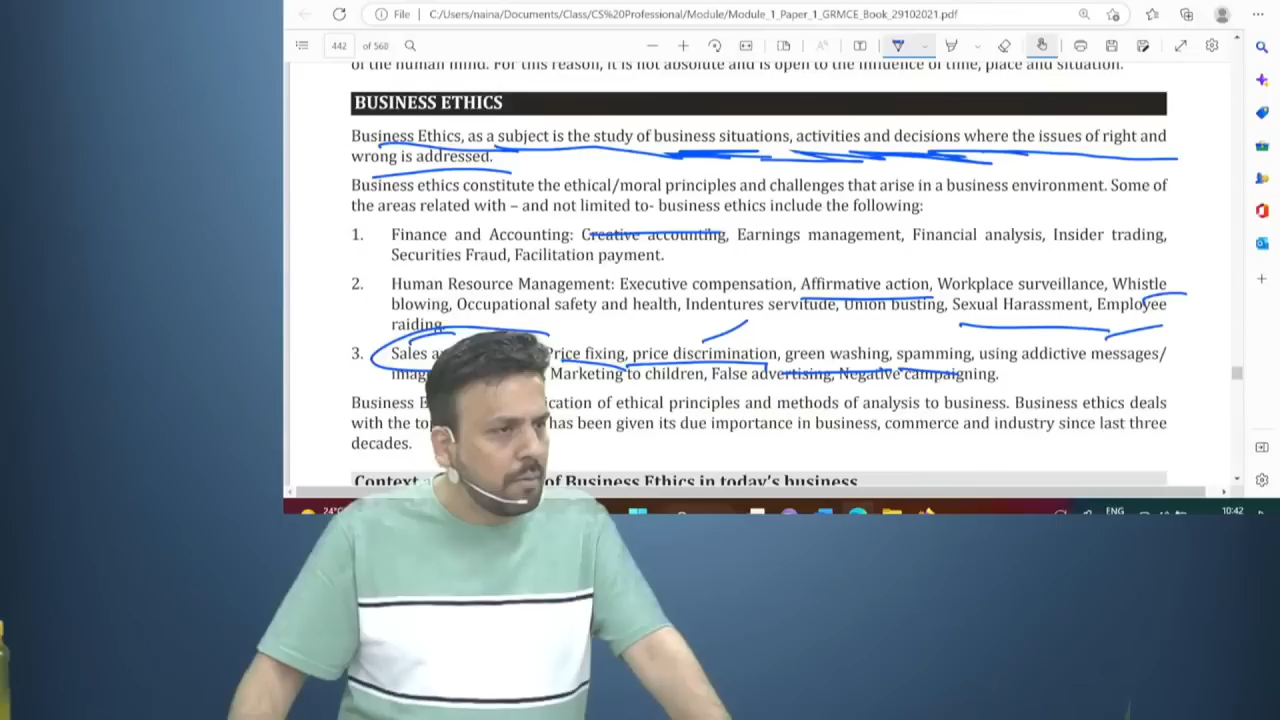 File C:/Users/naina/Documents/Class/CS%20Professional/Module/Module_1_Paper_1_GRMCE_Book_29102021.pdf
442 of 568
of the human mind. For this reason, it is not absolute and is open to the influence of time, place and situation.
BUSINESS ETHICS
Business Ethics, as a subject is the study of business situations, activities and decisions where the issues of right and
wrong is addressed.
Business ethics constitute the ethical/moral principles and challenges that arise in a business environment. Some of
the areas related with – and not limited to- business ethics include the following:
1. Finance and Accounting: Creative accounting, Earnings management, Financial analysis, Insider trading,
Securities Fraud, Facilitation payment.
2. Human Resource Management: Executive compensation, Affirmative action, Workplace surveillance, Whistle
blowing, Occupational safety and health, Indentures servitude, Union busting, Sexual Harassment, Employee
raiding.
3. Sales Price fixing, price discrimination, green washing, spamming, using addictive messages/
Marketing to children, False advertising, Negative campaigning.
Business of ethical principles and methods of analysis to business. Business ethics deals
with the has been given its due importance in business, commerce and industry since last three
decades.
Context of Business Ethics in today's business
24°
ENG 10:42